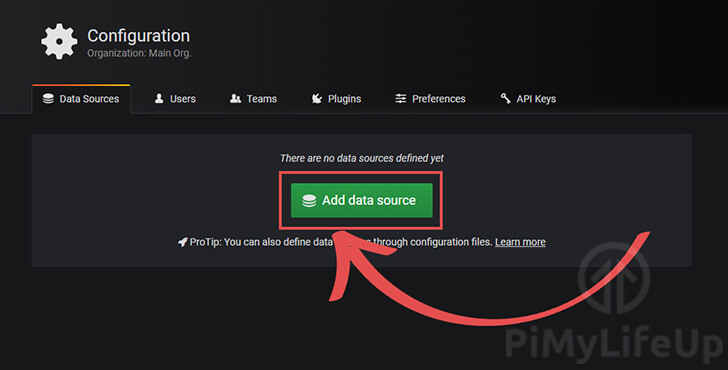 Configuration
Organization: Main Org.
Data Sources Users Teams Plugins Preferences API Keys
There are no data sources defined yet
Add data source
ProTip: You can also define data through configuration files. Learn more
PiMyLifeUp